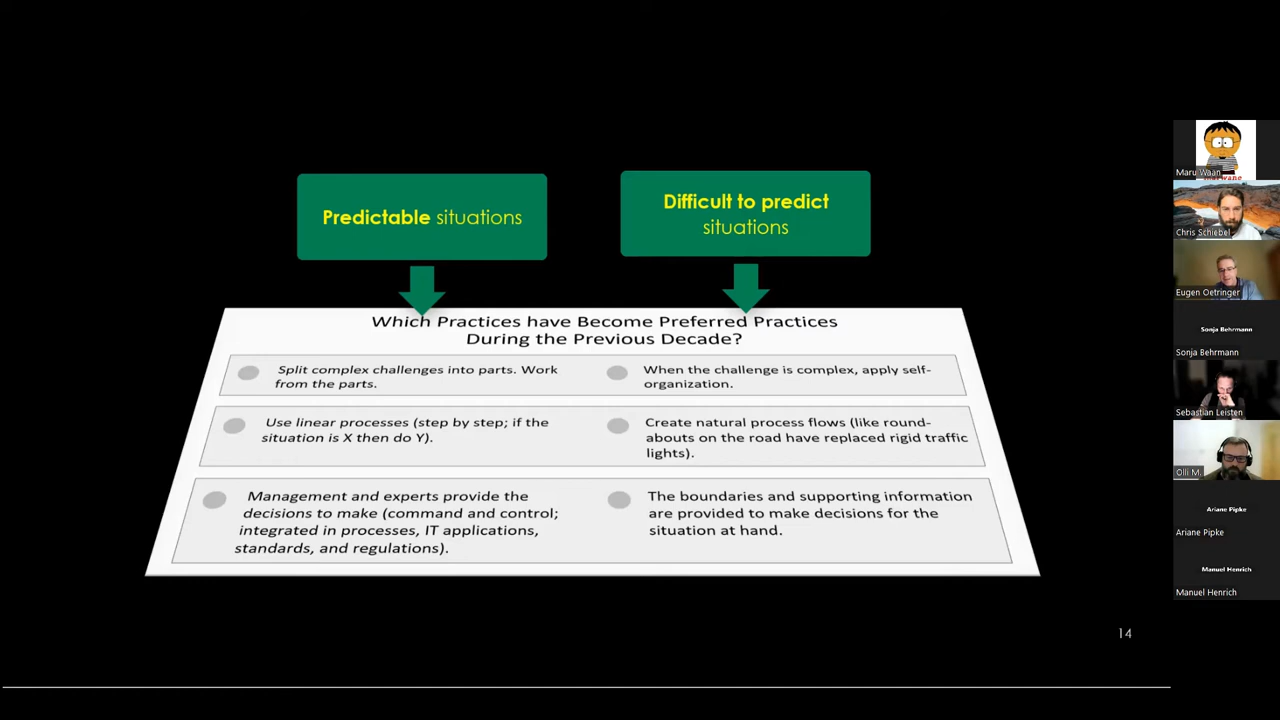 Predictable situations
Difficult to predict
situations
Which Practices have Become Preferred Practices
During the Previous Decade?
Split complex challenges into parts. Work
from the parts.
When the challenge is complex, apply self-
organization.
Use linear processes (step by step; if the
situation is X then do Y).
Create natural process flows (like round-
abouts on the road have replaced rigid traffic
lights).
Management and experts provide the
decisions to make (command and control;
integrated in processes, IT applications,
standards, and regulations).
The boundaries and supporting information
are provided to make decisions for the
situation at hand.
14
Maru Waan
Chris Schiebel
Eugen Oetringer
Sonja Behrmann
Sonja Behrmann
Sebastian Leisten
Olli M.
Ariane Pipke
Ariane Pipke
Manuel Henrich
Manuel Henrich